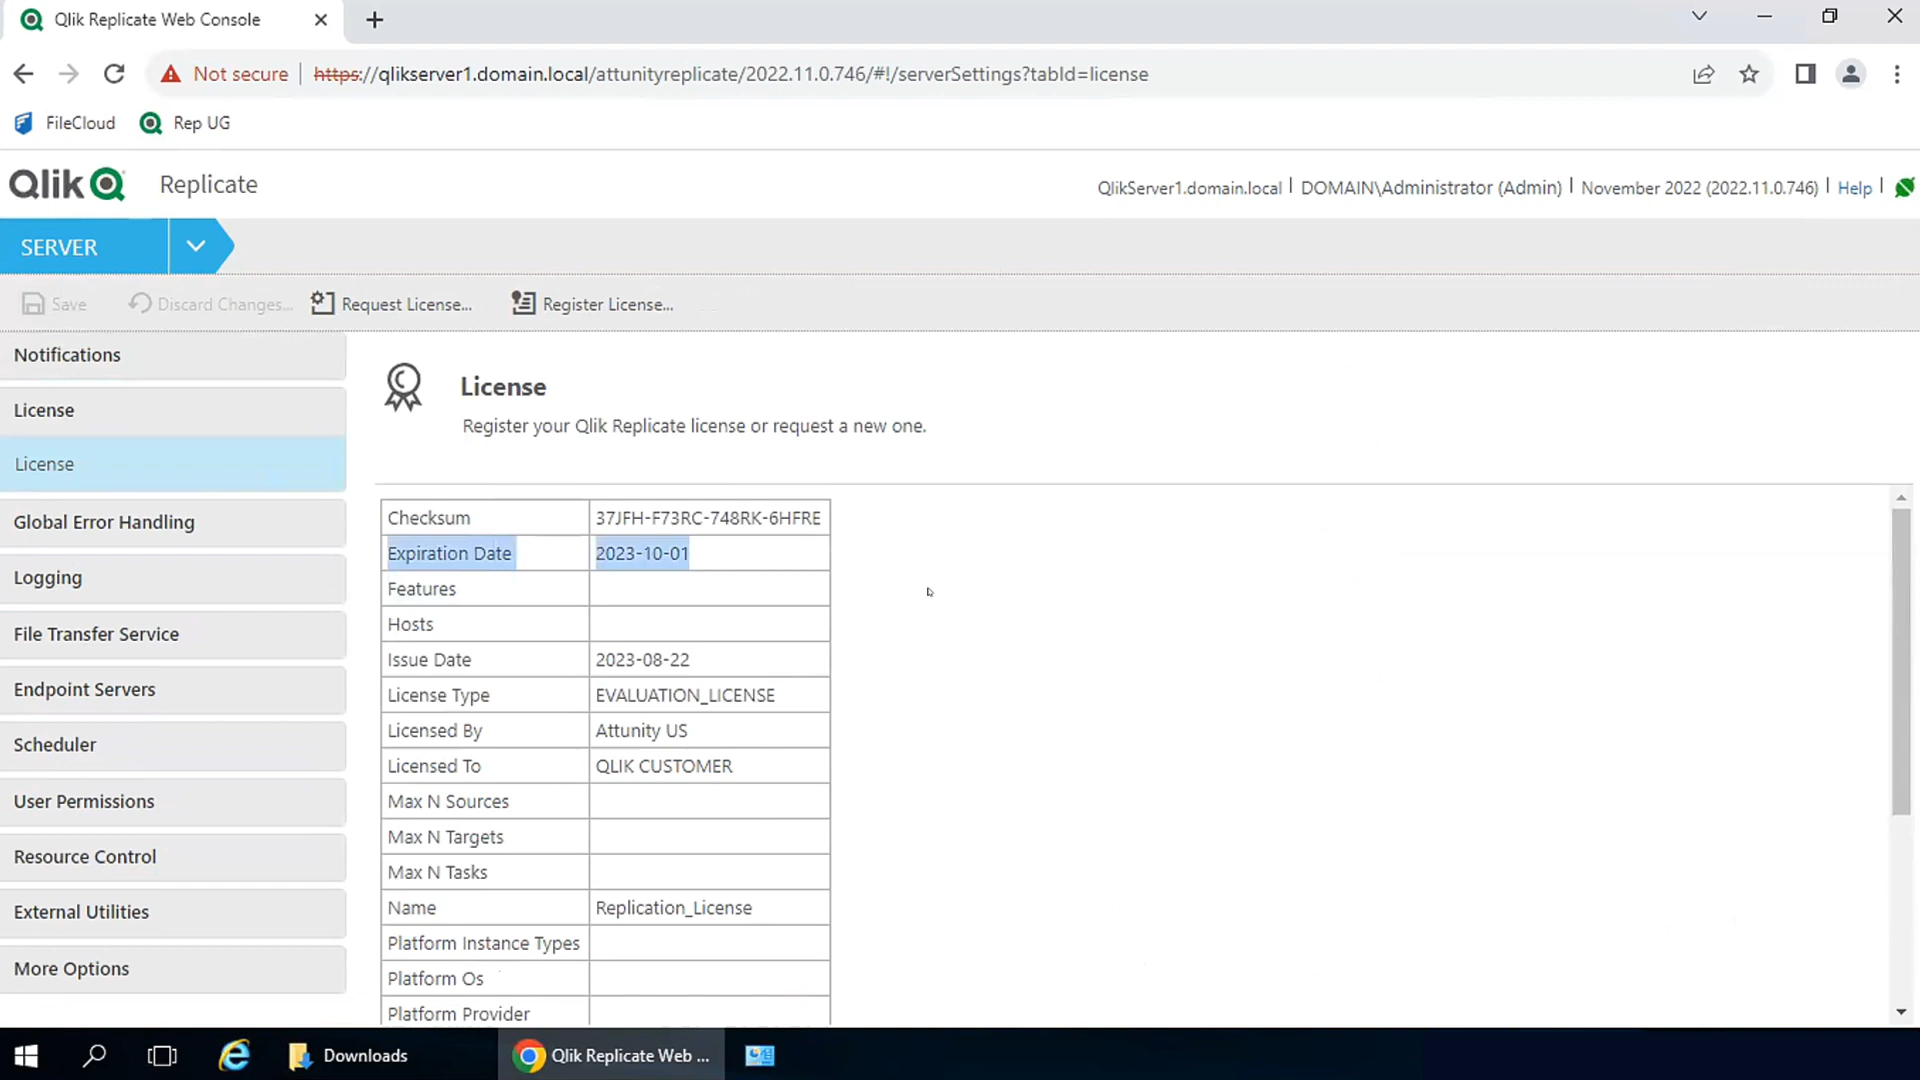 Qlik Replicate Web Console
Not secure | https://qlikserver1.domain.local/attunityreplicate/2022.11.0.746/#!/serverSettings?tabId=license
FileCloud Rep UG
Qlik Replicate
QlikServer1.domain.local | DOMAIN\Administrator (Admin) | November 2022 (2022.11.0.746) | Help |
SERVER
Save Discard Changes... Request License... Register License...
Notifications
License
License
Global Error Handling
Logging
File Transfer Service
Endpoint Servers
Scheduler
User Permissions
Resource Control
External Utilities
More Options
License
Register your Qlik Replicate license or request a new one.
Checksum 37JFH-F73RC-748RK-6HFRE
Expiration Date 2023-10-01
Features
Hosts
Issue Date 2023-08-22
License Type EVALUATION_LICENSE
Licensed By Attunity US
Licensed To QLIK CUSTOMER
Max N Sources
Max N Targets
Max N Tasks
Name Replication_License
Platform Instance Types
Platform Os
Platform Provider
Downloads Qlik Replicate Web ...